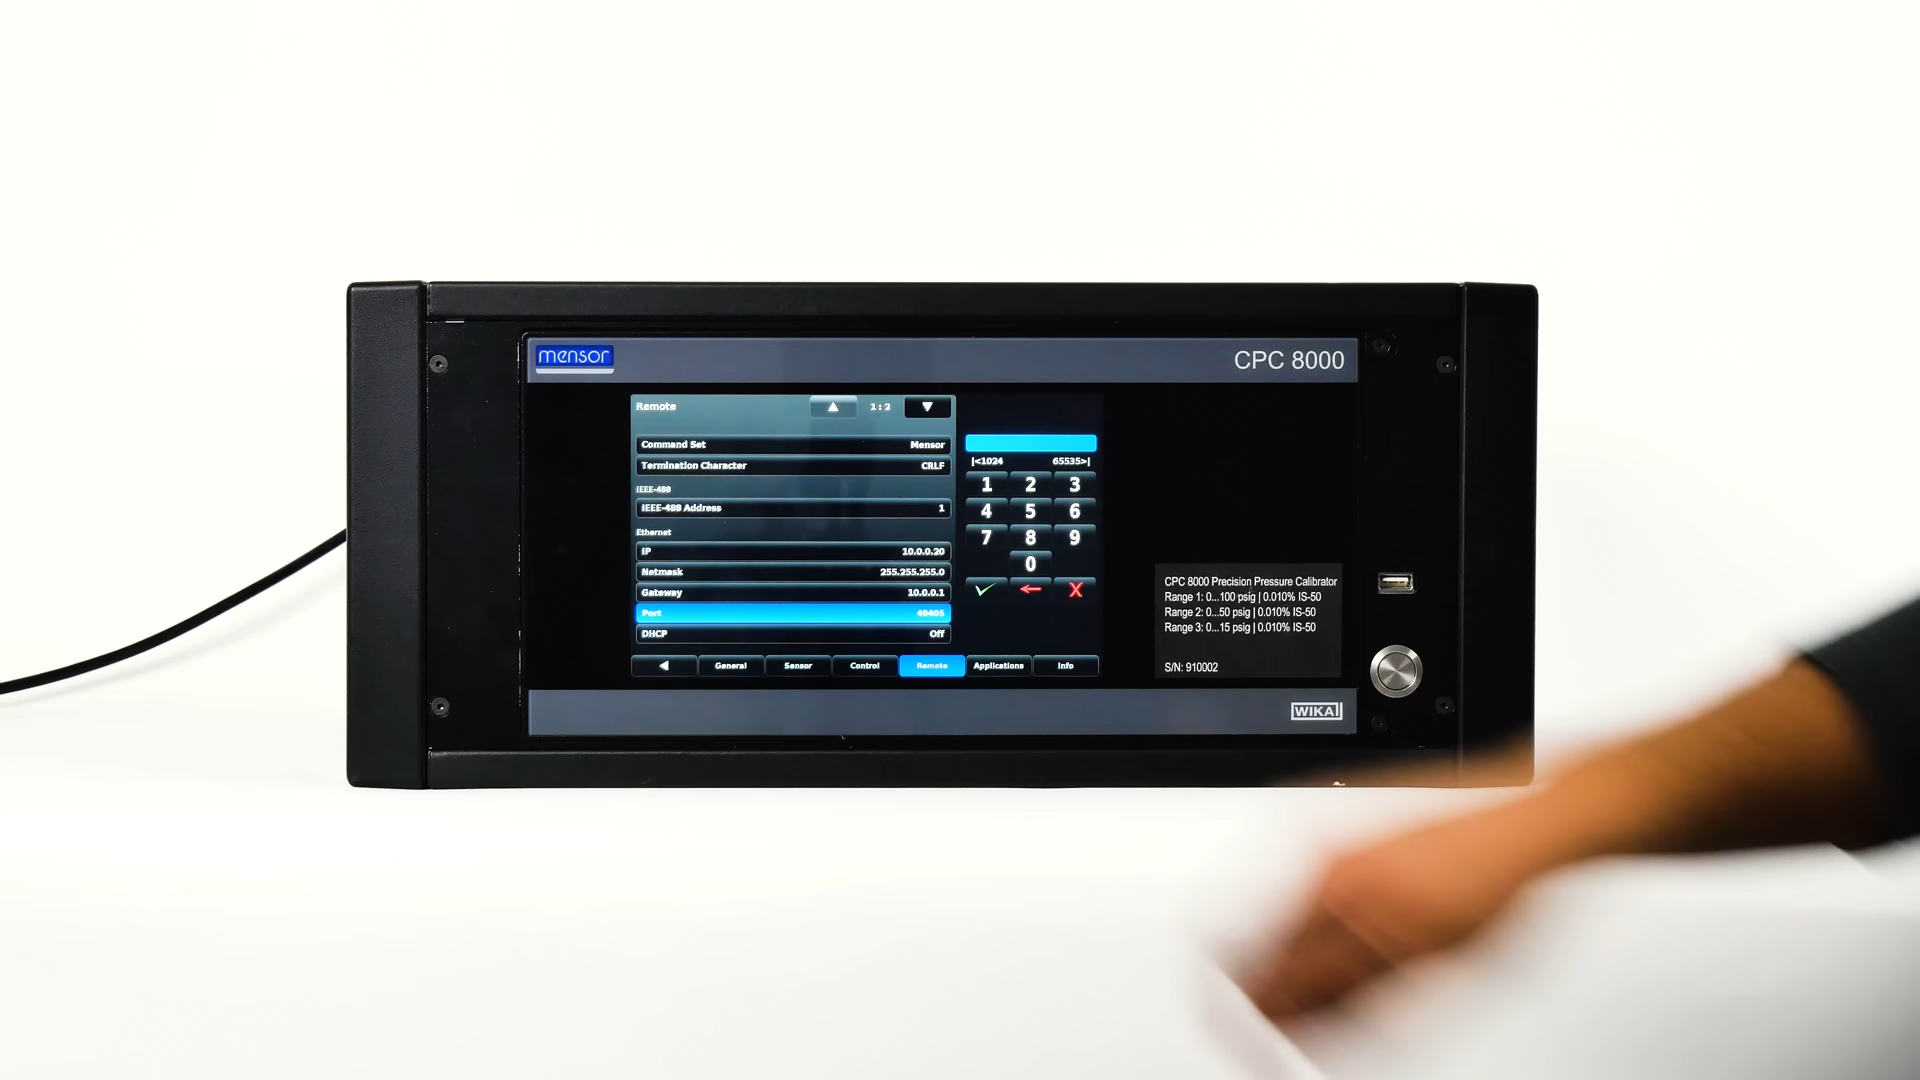 mensor
CPC 8000
Remote 1:2
Command Set Mensor
Termination Character CRLF
IEEE-488
IEEE-488 Address 1
Ethernet
IP 10.0.0.20
Netmask 255.255.255.0
Gateway 10.0.0.1
Port 49405
DHCP Off
|<1024 65535>|
1 2 3
4 5 6
7 8 9
0
X
General Sensor Control Remote Applications Info
CPC 8000 Precision Pressure Calibrator
Range 1: 0...100 psig | 0.010% IS-50
Range 2: 0...50 psig | 0.010% IS-50
Range 3: 0...15 psig | 0.010% IS-50
S/N: 910002
WIKA